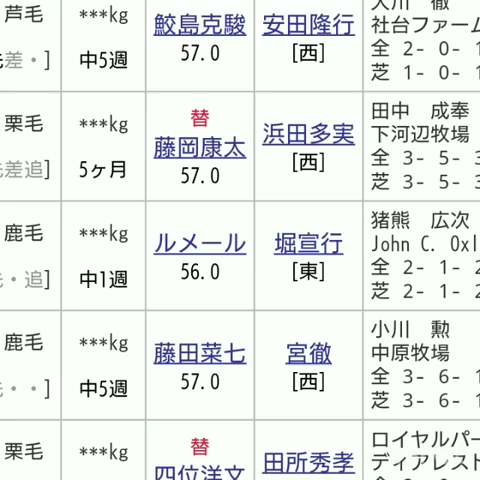 芦毛 ***kg 鮫島克駿 安田隆行 社台ファーム
差・] 中5週 57.0 [西] 全 2- 0- 1
芝 1- 0- 1
栗毛 ***kg 替 藤岡康太 浜田多実 田中 成奉
下河辺牧場
差追] 5ヶ月 57.0 [西] 全 3- 5- 3
芝 3- 5- 3
鹿毛 ***kg ルメール 堀宣行 猪熊 広次
John C. Oxl
・追] 中1週 56.0 [東] 全 2- 1- 2
芝 2- 1- 2
鹿毛 ***kg 藤田菜七 宮徹 小川 勲
中原牧場
・・] 中5週 57.0 [西] 全 3- 6- 1
芝 3- 6- 1
栗毛 ***kg 替 四位洋文 田所秀孝 ロイヤルパー
ディアレスト